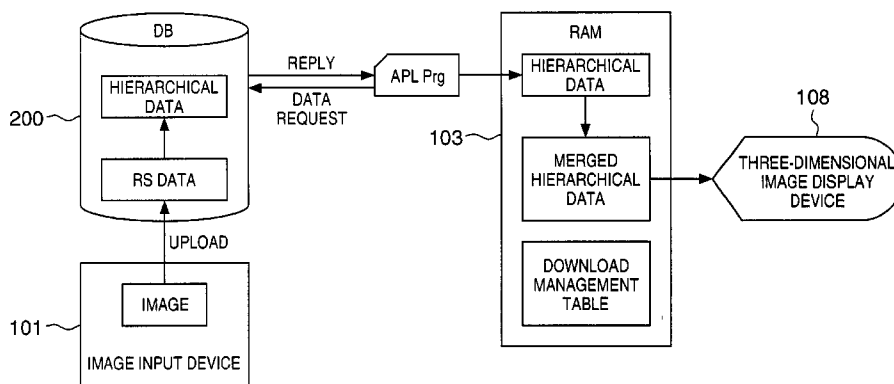 DB
HIERARCHICAL
DATA
200
RS DATA
UPLOAD
IMAGE
101
IMAGE INPUT DEVICE
REPLY
DATA
REQUEST
APL Prg
RAM
HIERARCHICAL
DATA
103
MERGED
HIERARCHICAL
DATA
DOWNLOAD
MANAGEMENT
TABLE
108
THREE-DIMENSIONAL
IMAGE DISPLAY
DEVICE